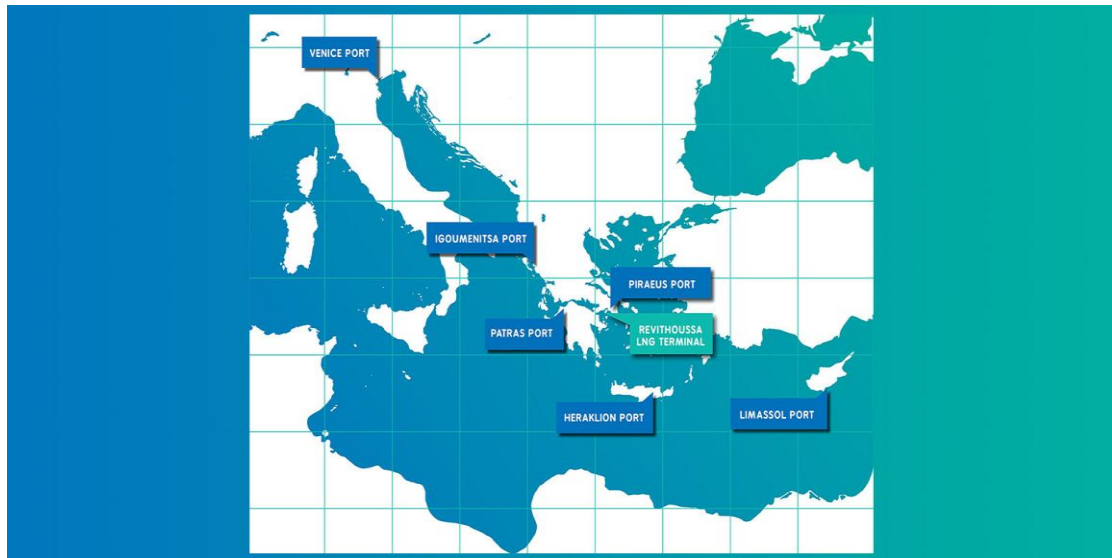 VENICE PORT
IGOUMENITSA PORT
PIRAEUS PORT
PATRAS PORT
REVITHOUSSA
LNG TERMINAL
HERAKLION PORT
LIMASSOL PORT